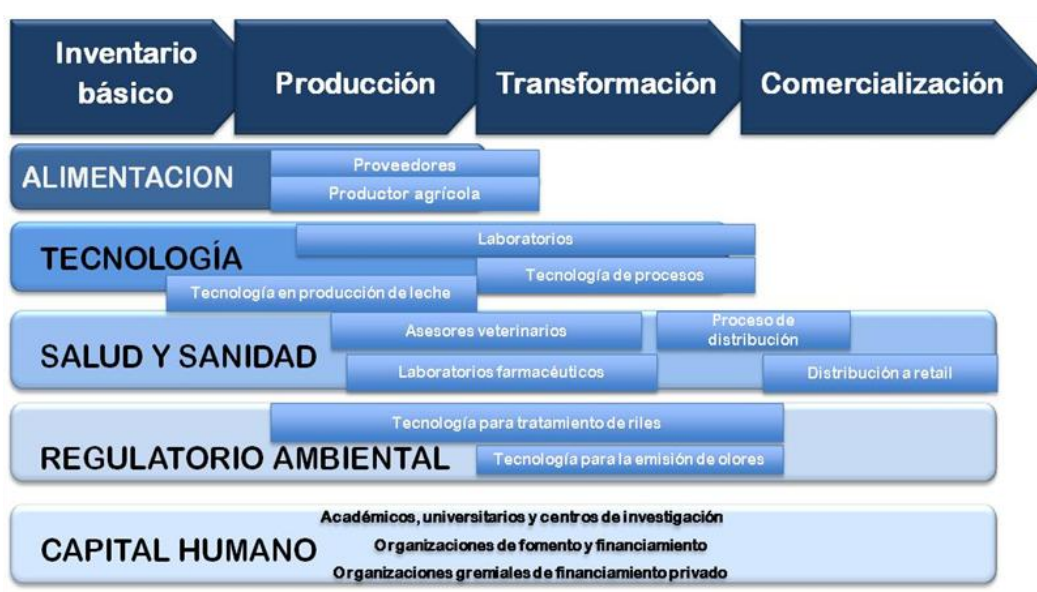 Inventario
básico
Producción
Transformación
Comercialización
ALIMENTACION
Proveedores
Productor agrícola
TECNOLOGÍA
Laboratorios
Tecnología de procesos
Tecnología en producción de leche
SALUD Y SANIDAD
Asesores veterinarios
Proceso de
distribución
Laboratorios farmacéuticos
Distribución a retail
REGULATORIO AMBIENTAL
Tecnología para tratamiento de riles
Tecnología para la emisión de olores
CAPITAL HUMANO
Académicos, universitarios y centros de investigación
Organizaciones de fomento y financiamiento
Organizaciones gremiales de financiamiento privado